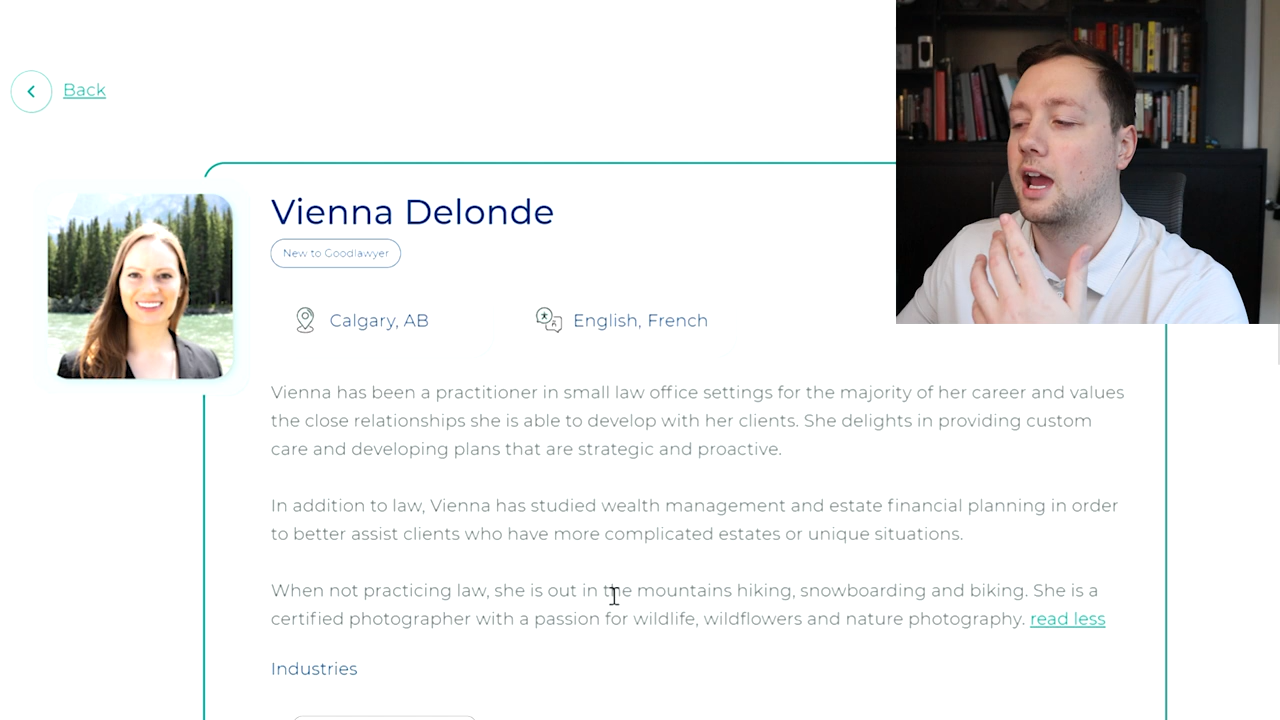 Back
Vienna Delonde
New to Goodlawyer
Calgary, AB
English, French
Vienna has been a practitioner in small law office settings for the majority of her career and values
the close relationships she is able to develop with her clients. She delights in providing custom
care and developing plans that are strategic and proactive.
In addition to law, Vienna has studied wealth management and estate financial planning in order
to better assist clients who have more complicated estates or unique situations.
When not practicing law, she is out in the mountains hiking, snowboarding and biking. She is a
certified photographer with a passion for wildlife, wildflowers and nature photography. read less
Industries